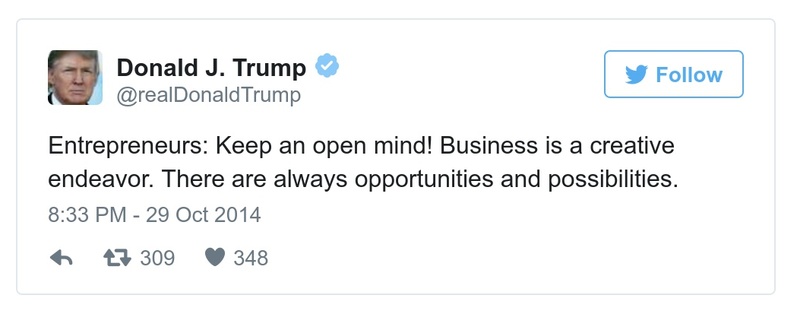 Donald J. Trump
@realDonaldTrump
Follow
Entrepreneurs: Keep an open mind! Business is a creative
endeavor. There are always opportunities and possibilities.
8:33 PM - 29 Oct 2014
309 348